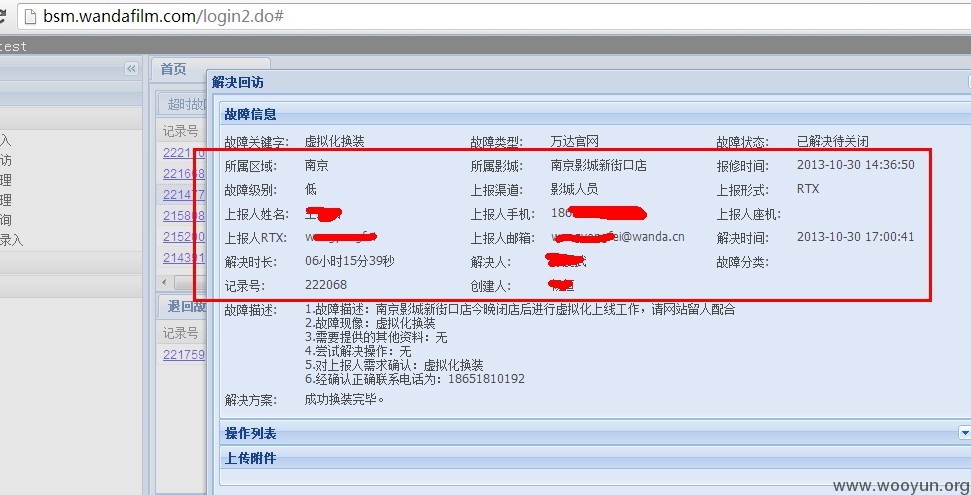 bsm.wandafilm.com/login2.do#
test
首页
解决回访
故障信息
故障关键字: 虚拟化换装 故障类型: 万达官网 故障状态: 已解决待关闭
所属区域: 南京 所属影城: 南京影城新街口店 报修时间: 2013-10-30 14:36:50
故障级别: 低 上报渠道: 影城人员 上报形式: RTX
上报人姓名: 上报人手机: 186 上报人座机:
上报人RTX: 上报人邮箱: @wanda.cn 解决时间: 2013-10-30 17:00:41
解决时长: 06小时15分39秒 解决人: 故障分类:
记录号: 222068 创建人:
故障描述: 1.故障描述：南京影城新街口店今晚闭店后进行虚拟化上线工作，请网站留人配合
2.故障现像：虚拟化换装
3.需要提供的其他资料：无
4.尝试解决操作：无
5.对上报人需求确认：虚拟化换装
6.经确认正确联系电话为：18651810192
解决方案: 成功换装完毕。
操作列表
上传附件
超时故
记录号
221668
221477
215808
215200
214391
退回故
记录号
221759
入
访
理
理
询
录入
www.wooyun.org